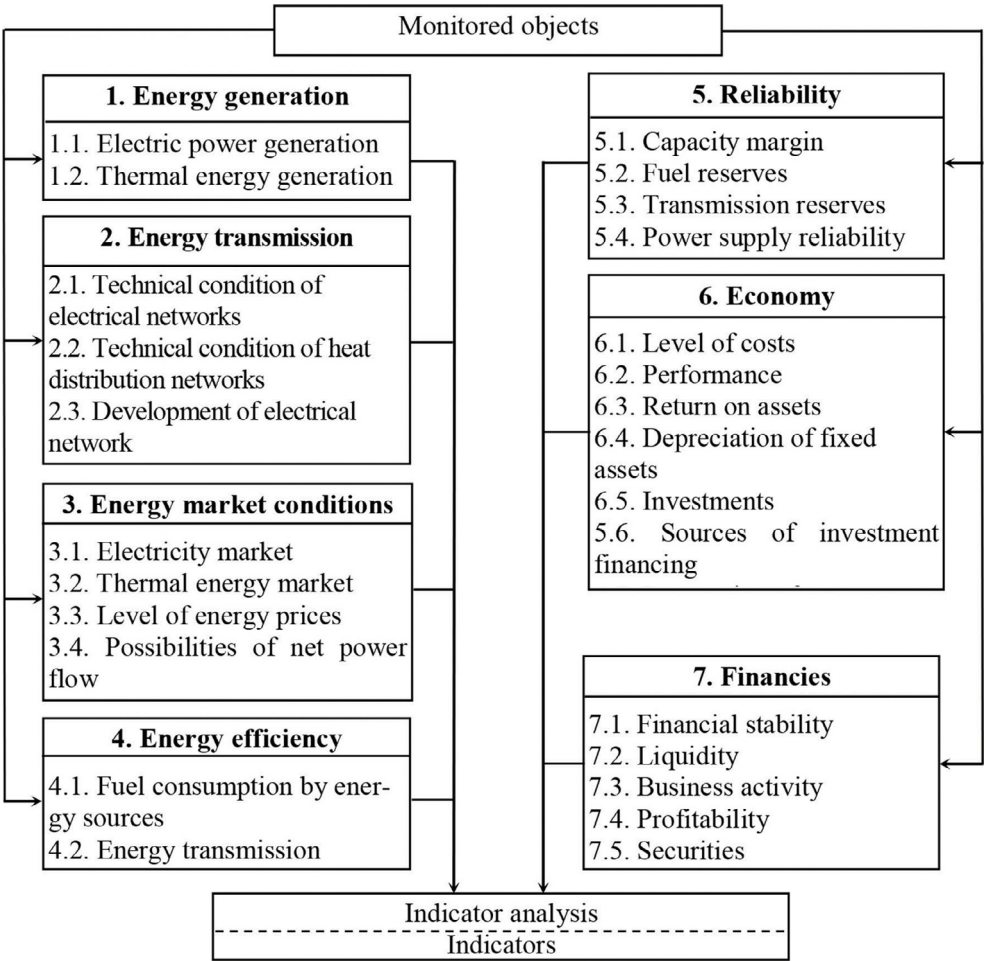 Monitored objects
1. Energy generation
1.1. Electric power generation
1.2. Thermal energy generation
2. Energy transmission
2.1. Technical condition of
electrical networks
2.2. Technical condition of heat
distribution networks
2.3. Development of electrical
network
3. Energy market conditions
3.1. Electricity market
3.2. Thermal energy market
3.3. Level of energy prices
3.4. Possibilities of net power
flow
4. Energy efficiency
4.1. Fuel consumption by ener-
gy sources
4.2. Energy transmission
5. Reliability
5.1. Capacity margin
5.2. Fuel reserves
5.3. Transmission reserves
5.4. Power supply reliability
6. Economy
6.1. Level of costs
6.2. Performance
6.3. Return on assets
6.4. Depreciation of fixed
assets
6.5. Investments
5.6. Sources of investment
financing
7. Financies
7.1. Financial stability
7.2. Liquidity
7.3. Business activity
7.4. Profitability
7.5. Securities
Indicator analysis
Indicators